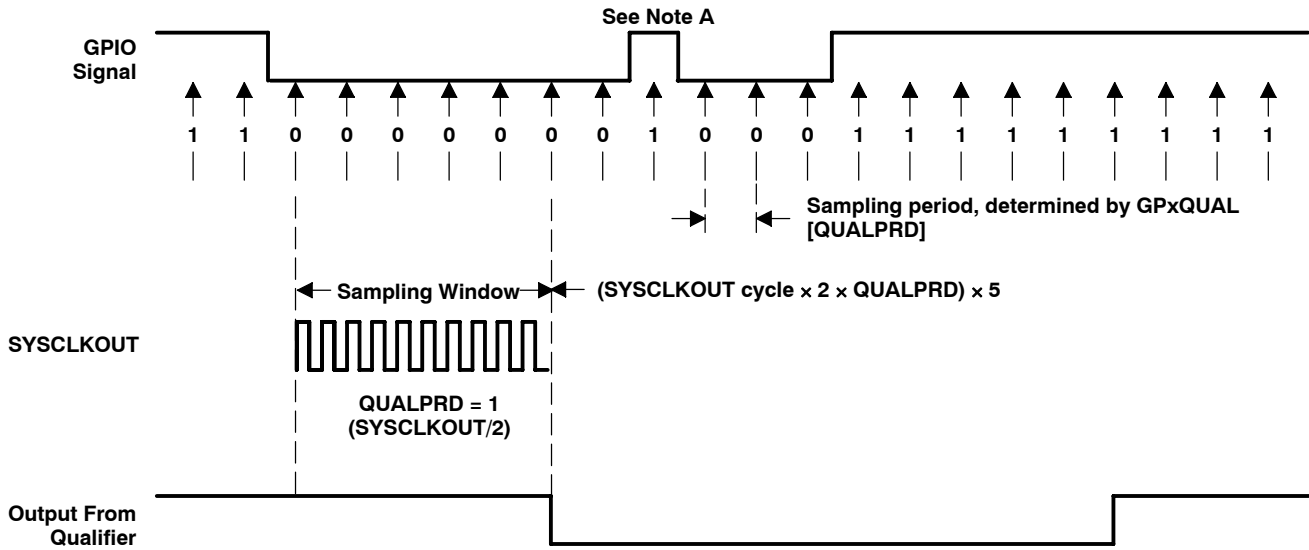 See Note A
GPIO
Signal
1 1 0 0 0 0 0 0 0 1 0 0 0 1 1 1 1 1 1 1 1 1
Sampling period, determined by GPxQUAL
[QUALPRD]
Sampling Window
(SYSCLKOUT cycle × 2 × QUALPRD) × 5
SYSCLKOUT
QUALPRD = 1
(SYSCLKOUT/2)
Output From
Qualifier